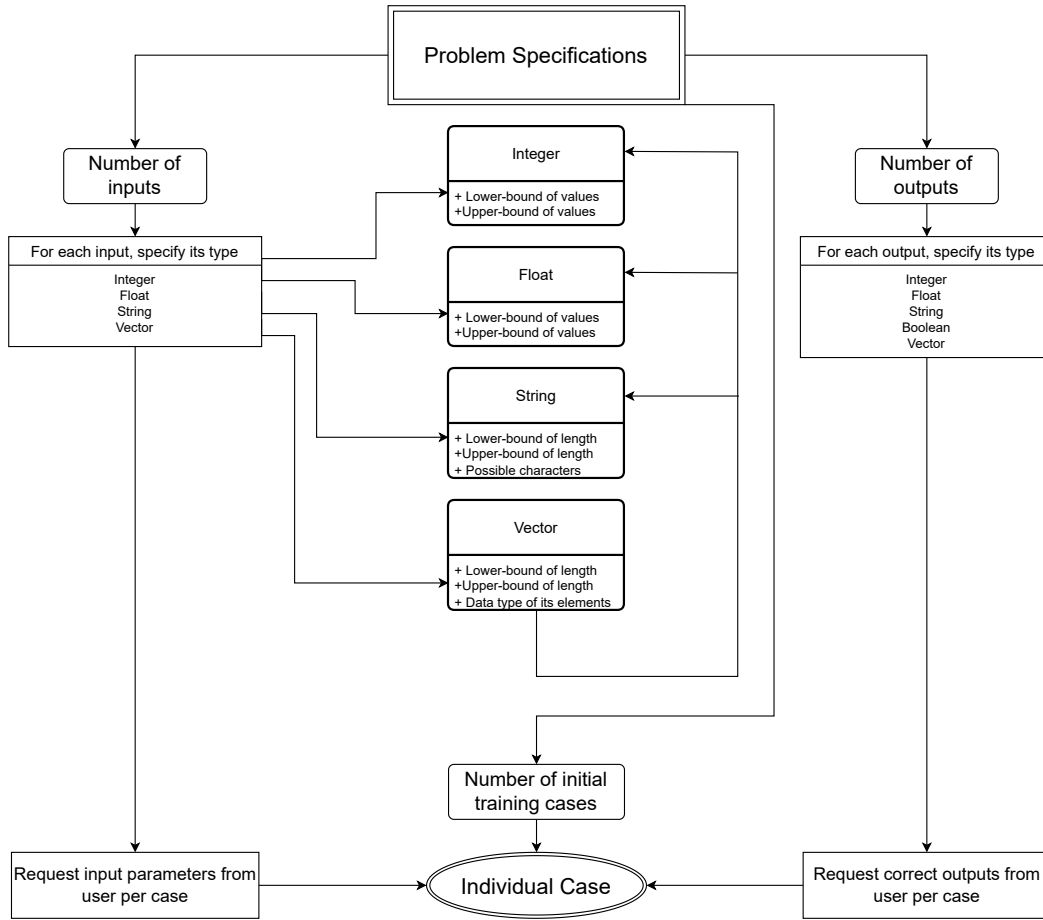 Problem Specifications
Number of
inputs
For each input, specify its type
Integer
Float
String
Vector
Integer
+ Lower-bound of values
+Upper-bound of values
Float
+ Lower-bound of values
+Upper-bound of values
String
+ Lower-bound of length
+Upper-bound of length
+ Possible characters
Vector
+ Lower-bound of length
+Upper-bound of length
+ Data type of its elements
Number of
outputs
For each output, specify its type
Integer
Float
String
Boolean
Vector
Number of initial
training cases
Request input parameters from
user per case
Individual Case
Request correct outputs from
user per case